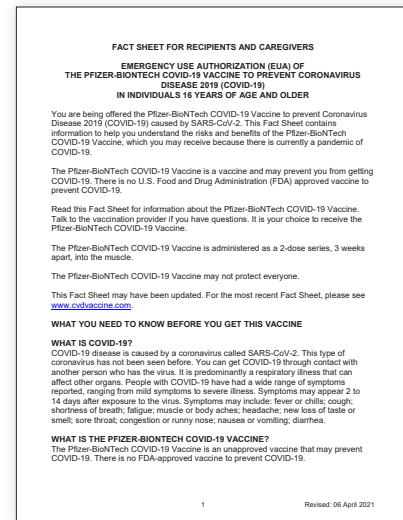 FACT SHEET FOR RECIPIENTS AND CAREGIVERS
EMERGENCY USE AUTHORIZATION (EUA) OF
THE PFIZER-BIONTECH COVID-19 VACCINE TO PREVENT CORONAVIRUS
DISEASE 2019 (COVID-19)
IN INDIVIDUALS 16 YEARS OF AGE AND OLDER
You are being offered the Pfizer-BioNTech COVID-19 Vaccine to prevent Coronavirus
Disease 2019 (COVID-19) caused by SARS-CoV-2. This Fact Sheet contains
information to help you understand the risks and benefits of the Pfizer-BioNTech
COVID-19 Vaccine, which you may receive because there is currently a pandemic of
COVID-19.
The Pfizer-BioNTech COVID-19 Vaccine is a vaccine and may prevent you from getting
COVID-19. There is no U.S. Food and Drug Administration (FDA) approved vaccine to
prevent COVID-19.
Read this Fact Sheet for information about the Pfizer-BioNTech COVID-19 Vaccine.
Talk to the vaccination provider if you have questions. It is your choice to receive the
Pfizer-BioNTech COVID-19 Vaccine.
The Pfizer-BioNTech COVID-19 Vaccine is administered as a 2-dose series, 3 weeks
apart, into the muscle.
The Pfizer-BioNTech COVID-19 Vaccine may not protect everyone.
This Fact Sheet may have been updated. For the most recent Fact Sheet, please see
www.cvdvaccine.com.
WHAT YOU NEED TO KNOW BEFORE YOU GET THIS VACCINE
WHAT IS COVID-19?
COVID-19 disease is caused by a coronavirus called SARS-CoV-2. This type of
coronavirus has not been seen before. You can get COVID-19 through contact with
another person who has the virus. It is predominantly a respiratory illness that can
affect other organs. People with COVID-19 have had a wide range of symptoms
reported, ranging from mild symptoms to severe illness. Symptoms may appear 2 to
14 days after exposure to the virus. Symptoms may include: fever or chills; cough;
shortness of breath; fatigue; muscle or body aches; headache; new loss of taste or
smell; sore throat; congestion or runny nose; nausea or vomiting; diarrhea.
WHAT IS THE PFIZER-BIONTECH COVID-19 VACCINE?
The Pfizer-BioNTech COVID-19 Vaccine is an unapproved vaccine that may prevent
COVID-19. There is no FDA-approved vaccine to prevent COVID-19.
1 Revised: 06 April 2021